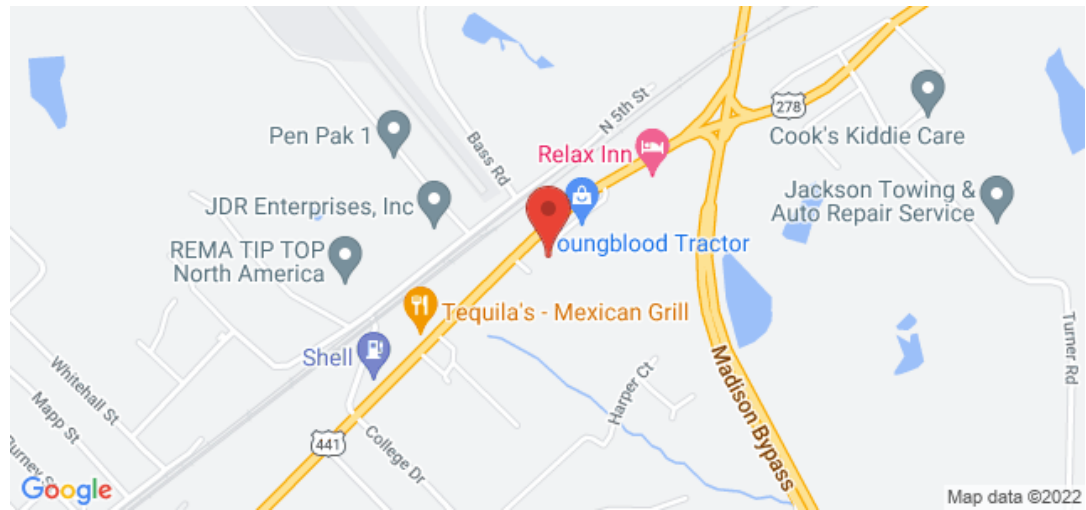 N 5th St
278
Pen Pak 1
Bass Rd
Relax Inn
Cook's Kiddie Care
JDR Enterprises, Inc
Jackson Towing &
Auto Repair Service
oungblood Tractor
REMA TIP TOP
North America
Tequila's - Mexican Grill
Shell
Turner Rd
Whitehall St
Madison Bypass
Harper Ct
Mapp St
441
College Dr
Burney S
Google
Map data ©2022